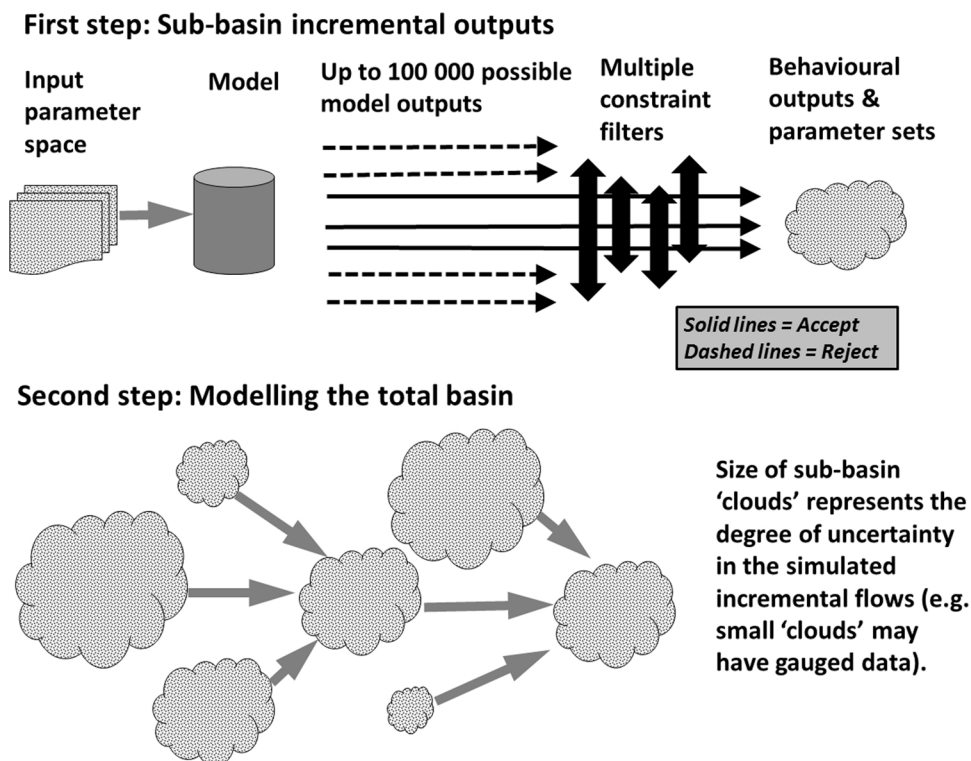 First step: Sub-basin incremental outputs
Input
parameter
space
Model
Up to 100 000 possible
model outputs
Multiple
constraint
filters
Behavioural
outputs &
parameter sets
Solid lines = Accept
Dashed lines = Reject
Second step: Modelling the total basin
Size of sub-basin
‘clouds’ represents the
degree of uncertainty
in the simulated
incremental flows (e.g.
small ‘clouds’ may
have gauged data).